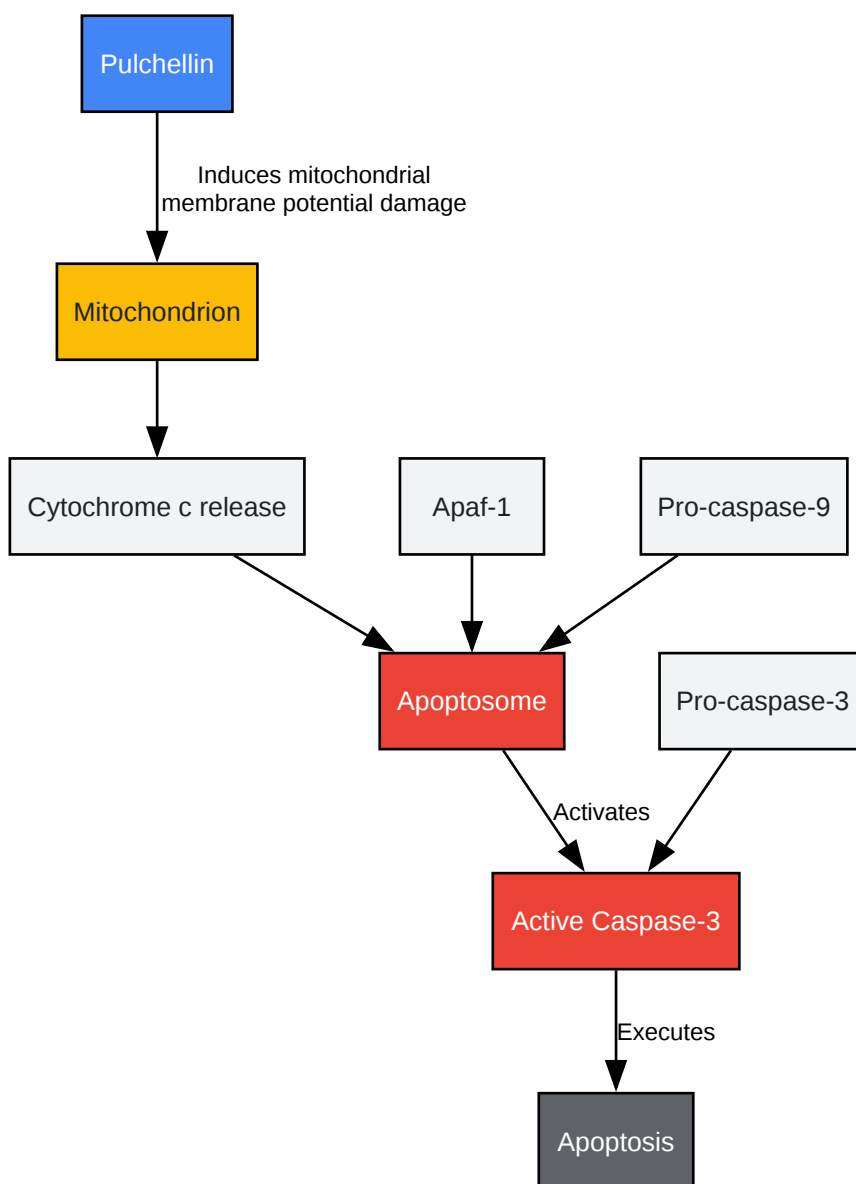 Pulchellin
Induces mitochondrial
membrane potential damage
Mitochondrion
Cytochrome c release
Apaf-1
Pro-caspase-9
Apoptosome
Pro-caspase-3
Activates
Active Caspase-3
Executes
Apoptosis